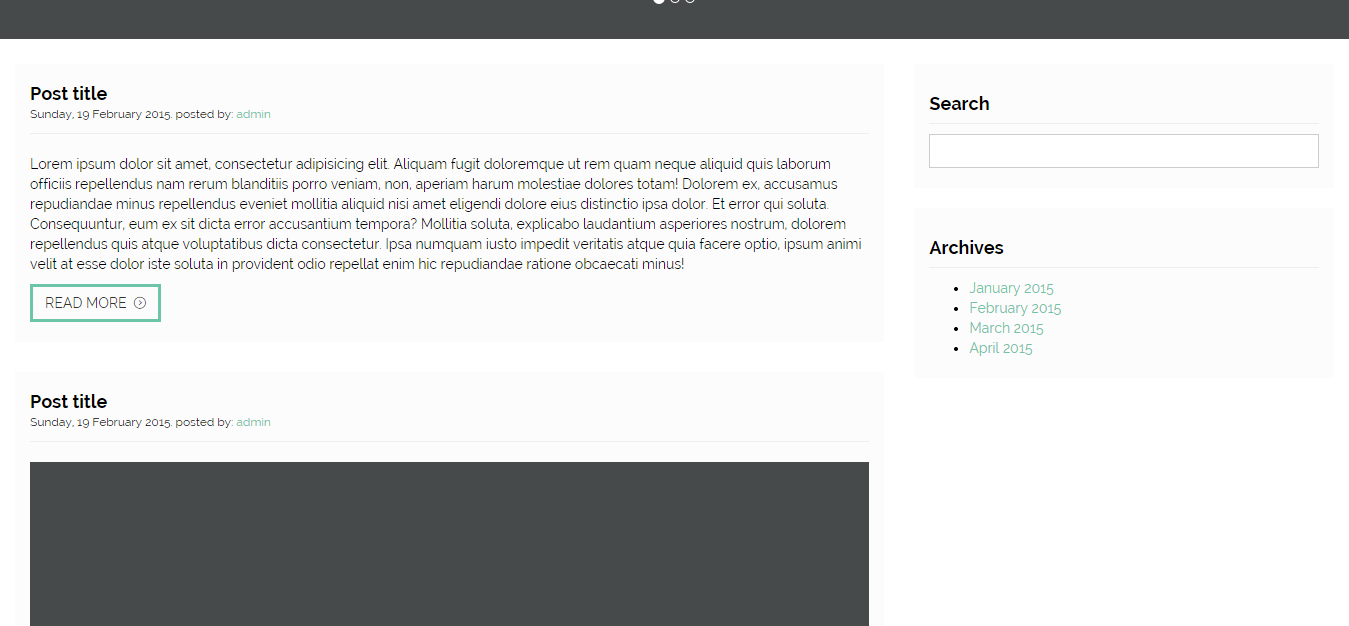 Post title
Sunday, 19 February 2015. posted by: admin
Lorem ipsum dolor sit amet, consectetur adipisicing elit. Aliquam fugit doloremque ut rem quam neque aliquid quis laborum
officiis repellendus nam rerum blanditiis porro veniam, non, aperiam harum molestiae dolores totam! Dolorem ex, accusamus
repudiandae minus repellendus eveniet mollitia aliquid nisi amet eligendi dolore eius distinctio ipsa dolor. Et error qui soluta.
Consequuntur, eum ex sit dicta error accusantium tempora? Mollitia soluta, explicabo laudantium asperiores nostrum, dolorem
repellendus quis atque voluptatibus dicta consectetur. Ipsa numquam iusto impedit veritatis atque quia facere optio, ipsum animi
velit at esse dolor iste soluta in provident odio repellat enim hic repudiandae ratione obcaecati minus!
READ MORE
Post title
Sunday, 19 February 2015. posted by: admin
Search
Archives
January 2015
February 2015
March 2015
April 2015